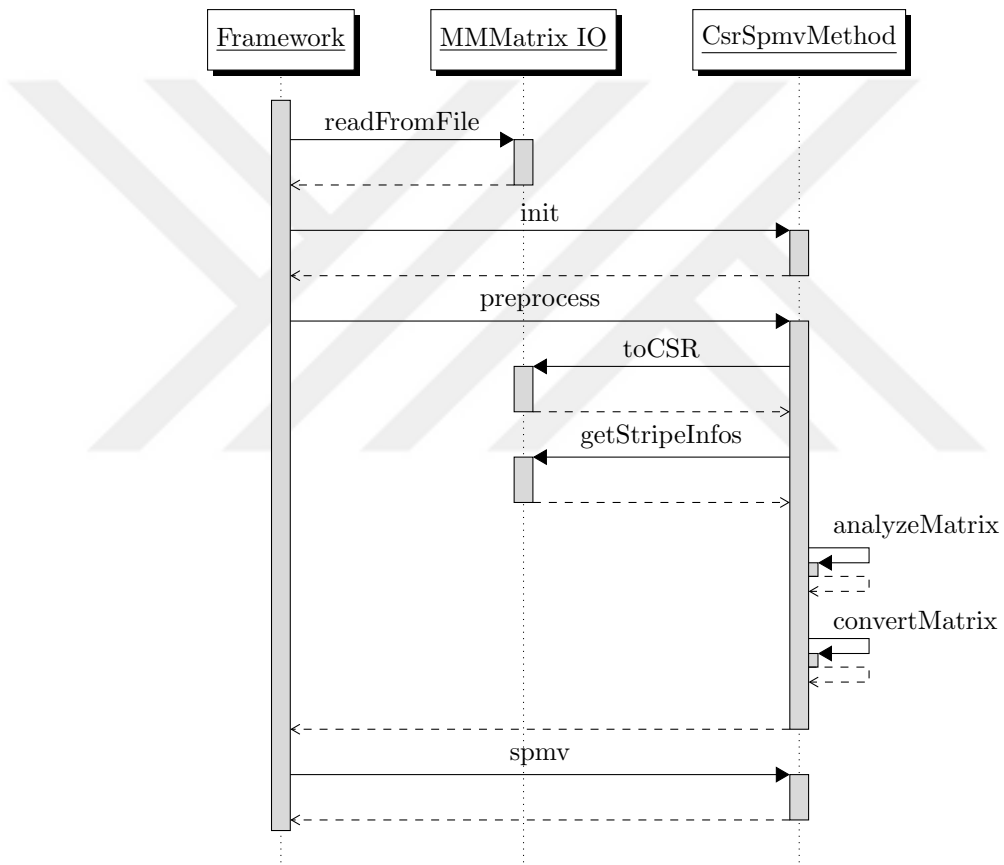 Framework
MMMatrix IO
CsrSpmvMethod
readFromFile
init
preprocess
toCSR
getStripeInfos
analyzeMatrix
convertMatrix
spmv